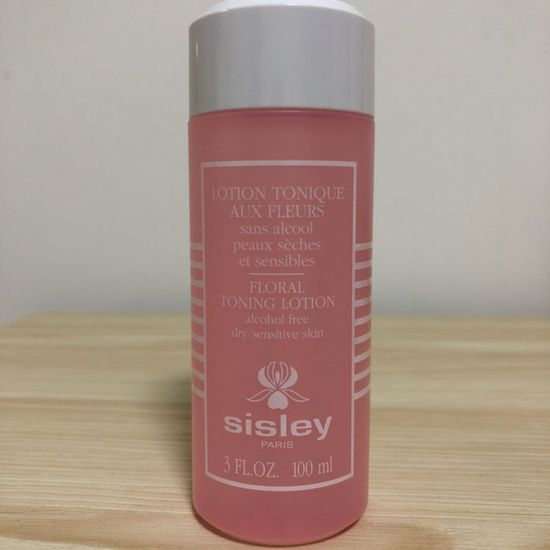 LOTION TONIQUE
AUX FLEURS
sans alcool
peaux sèches
et sensibles
FLORAL
TONING LOTION
alcohol free
dry/sensitive skin
sisley
PARIS
3 FL.OZ. 100 ml